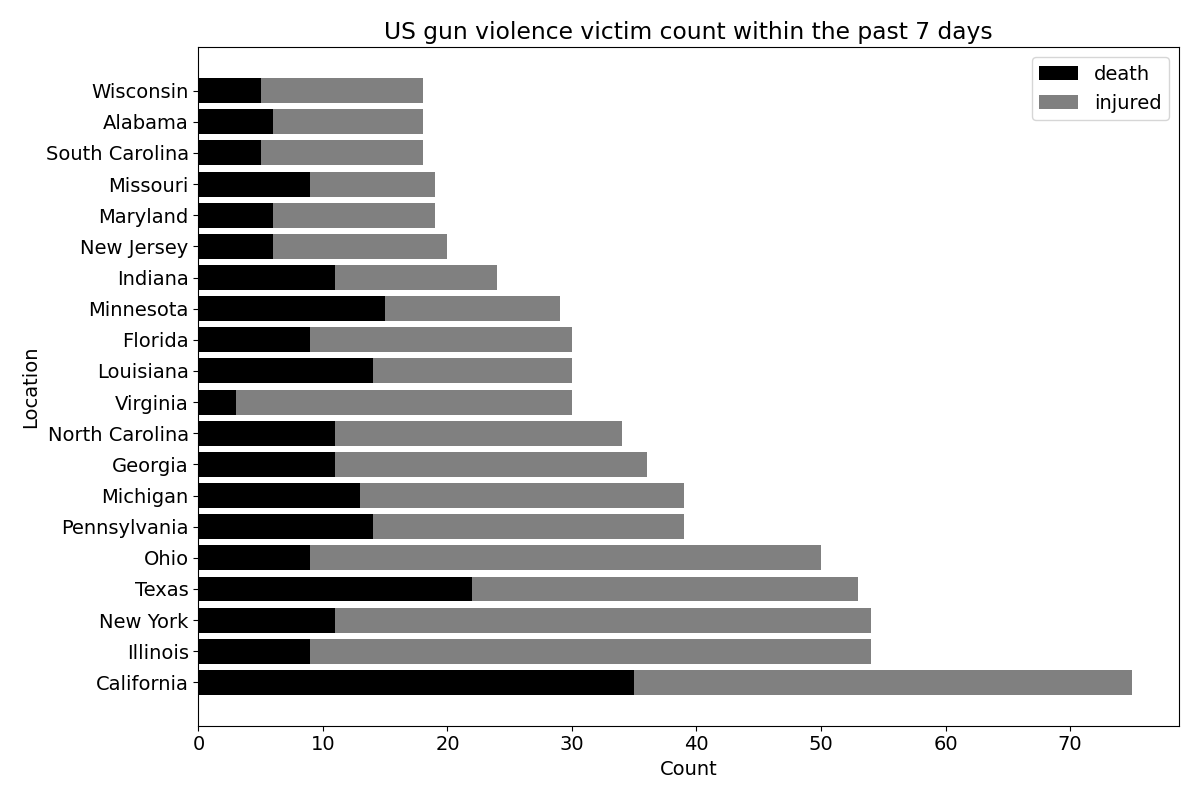 US gun violence victim count within the past 7 days
death
injured
Wisconsin
Alabama
South Carolina
Missouri
Maryland
New Jersey
Indiana
Minnesota
Florida
Louisiana
Virginia
North Carolina
Georgia
Michigan
Pennsylvania
Ohio
Texas
New York
Illinois
California
Location
0 10 20 30 40 50 60 70
Count